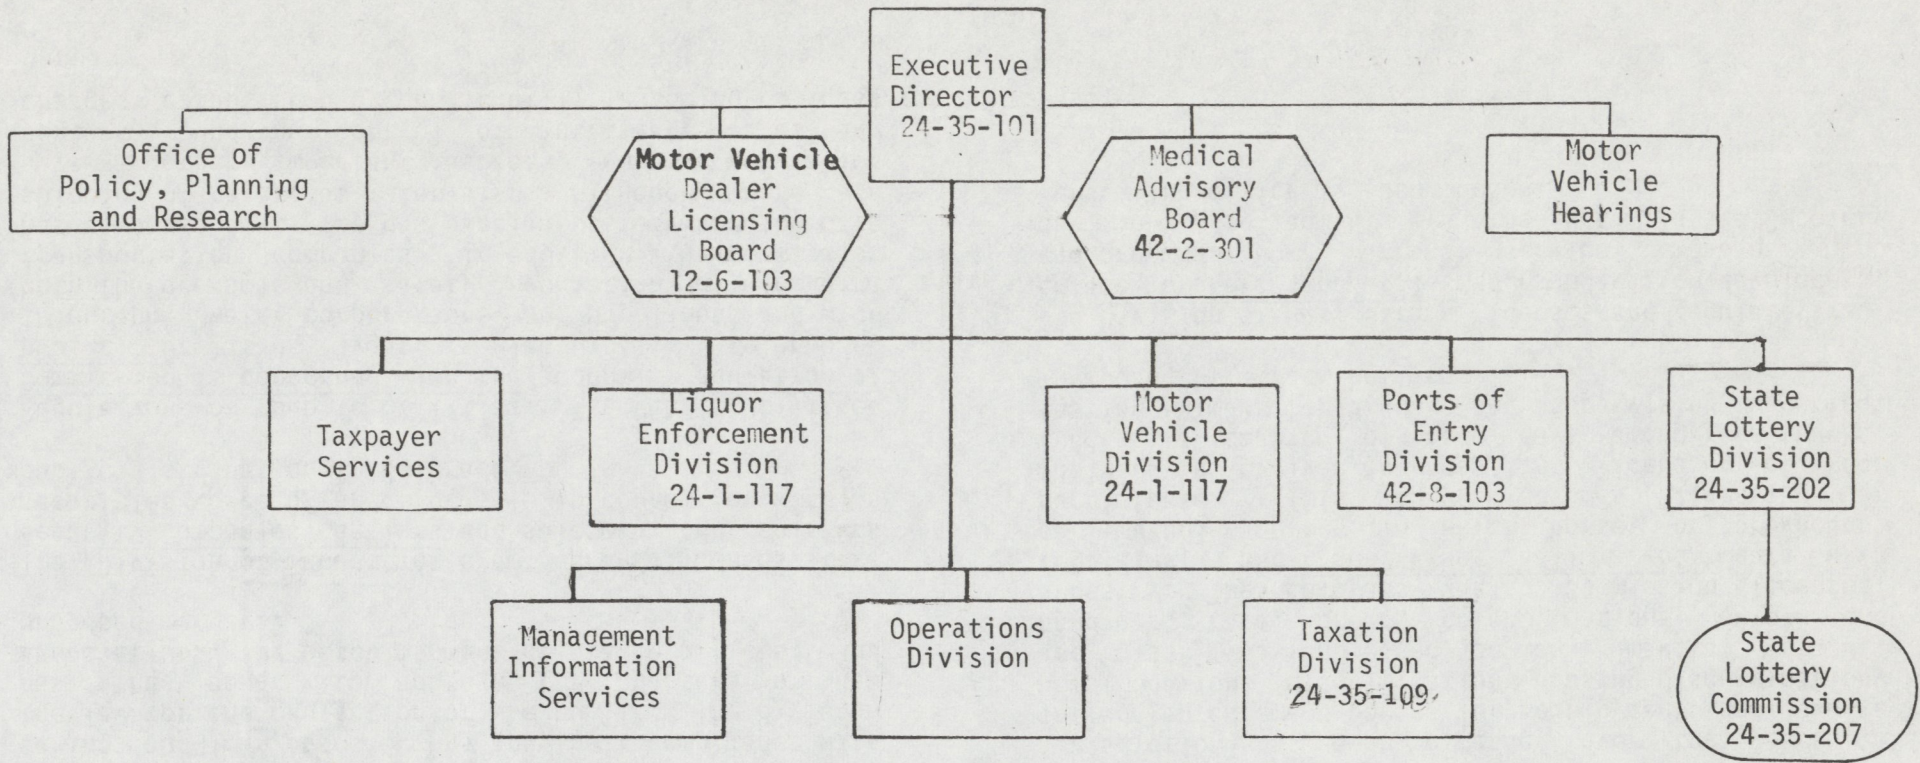 Executive
Director
24-35-101
Office of
Policy, Planning
and Research
Motor Vehicle
Dealer
Licensing
Board
12-6-103
Medical
Advisory
Board
42-2-301
Motor
Vehicle
Hearings
Taxpayer
Services
Liquor
Enforcement
Division
24-1-117
Motor
Vehicle
Division
24-1-117
Ports of
Entry
Division
42-8-103
State
Lottery
Division
24-35-202
Management
Information
Services
Operations
Division
Taxation
Division
24-35-109
State
Lottery
Commission
24-35-207